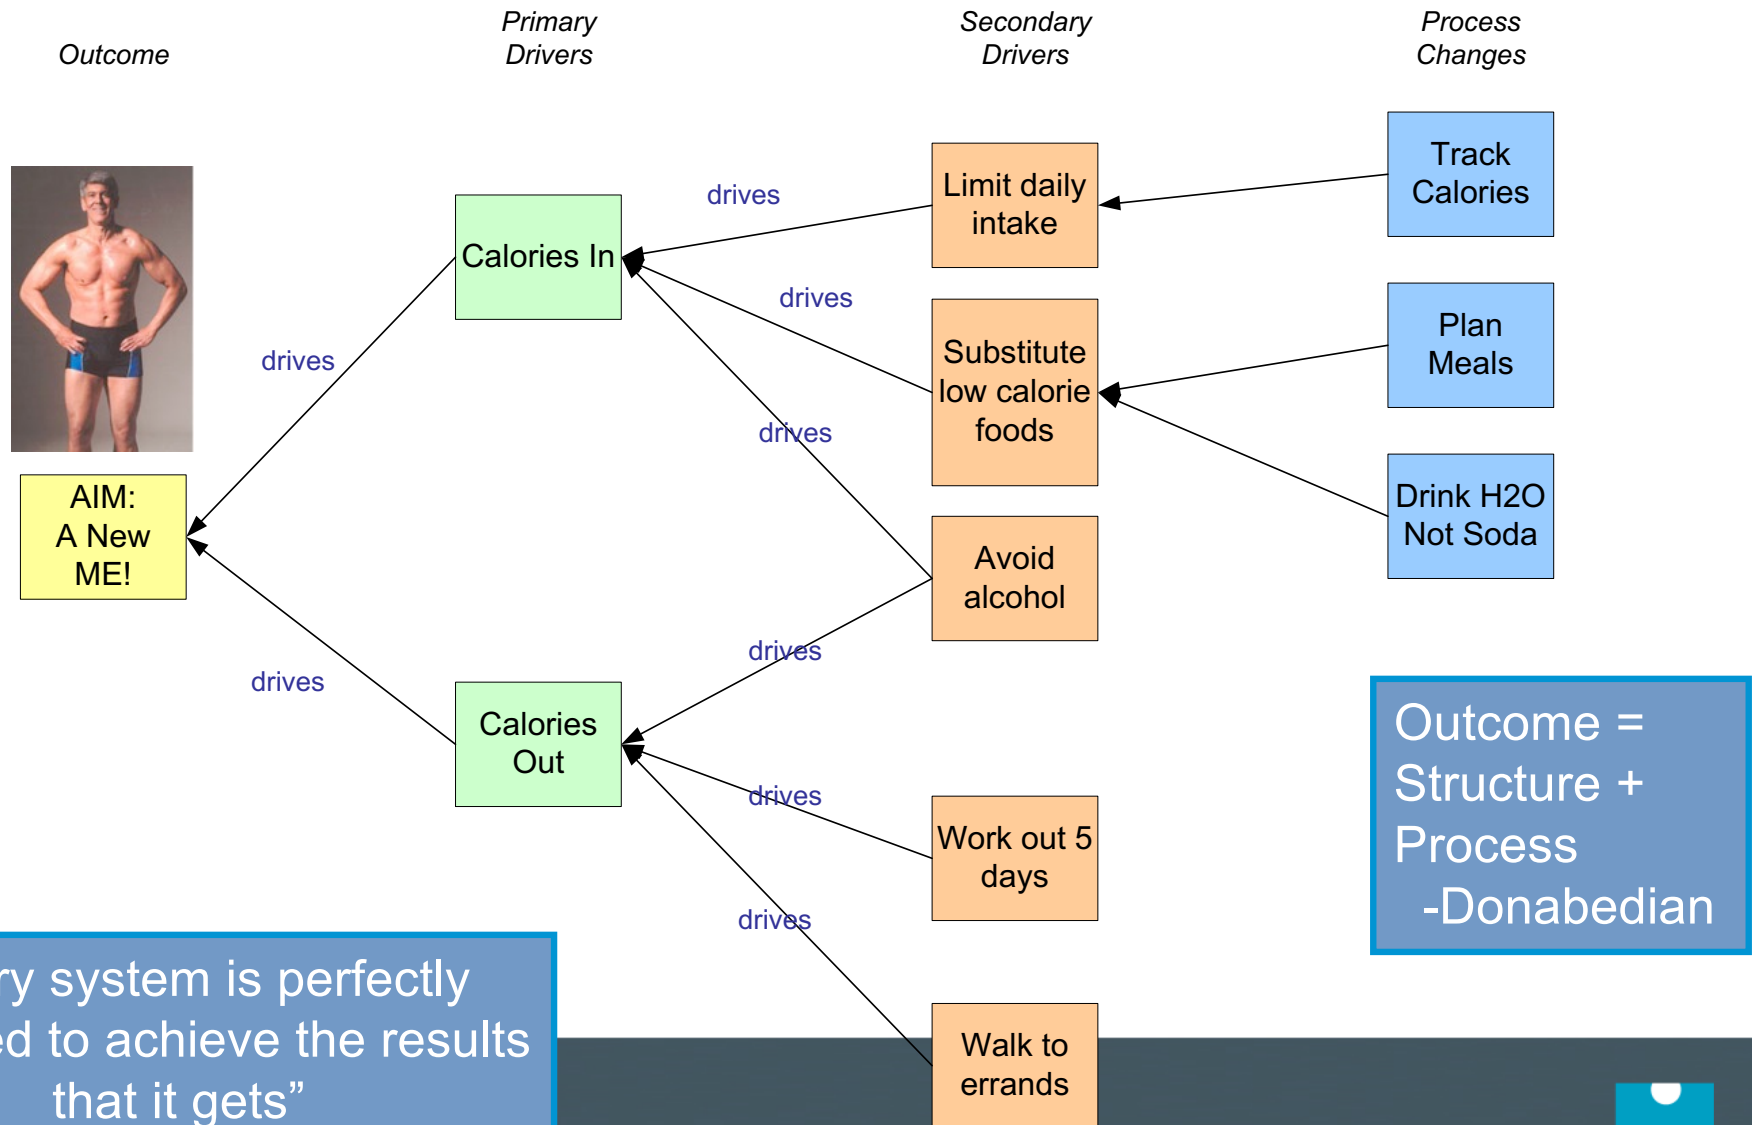 Outcome
Primary
Drivers
Secondary
Drivers
Process
Changes
AIM:
A New
ME!
Calories In
Calories
Out
drives
drives
drives
drives
drives
drives
drives
drives
Limit daily
intake
Substitute
low calorie
foods
Avoid
alcohol
Work out 5
days
Walk to
errands
Track
Calories
Plan
Meals
Drink H2O
Not Soda
Outcome =
Structure +
Process
-Donabedian
system is perfectly
to achieve the results
that it gets”